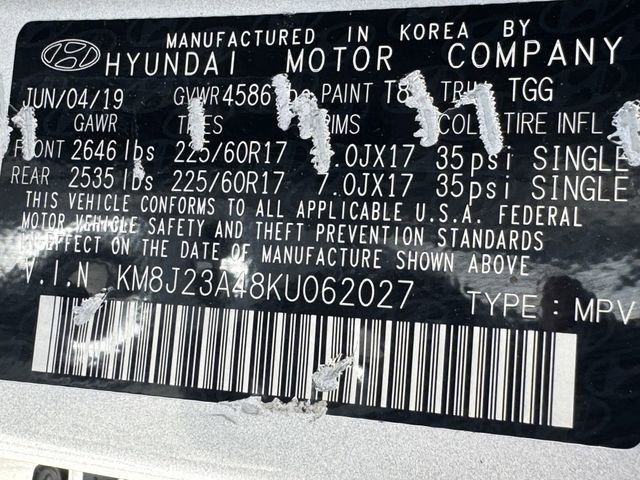 MANUFACTURED IN KOREA BY
HYUNDAI MOTOR COMPANY
JUN/04/19 GVWR 4586 PAINT TGG
GAWR TIRE INFL.
FRONT 2646 lbs 225/60R17 7.0JX17 35psi SINGLE
REAR 2535 lbs 225/60R17 7.0JX17 35psi SINGLE
THIS VEHICLE CONFORMS TO ALL APPLICABLE U.S.A. FEDERAL
MOTOR VEHICLE SAFETY AND THEFT PREVENTION STANDARDS
IN EFFECT ON THE DATE OF MANUFACTURE SHOWN ABOVE
V.I.N KM8J23A48KU062027 TYPE : MPV